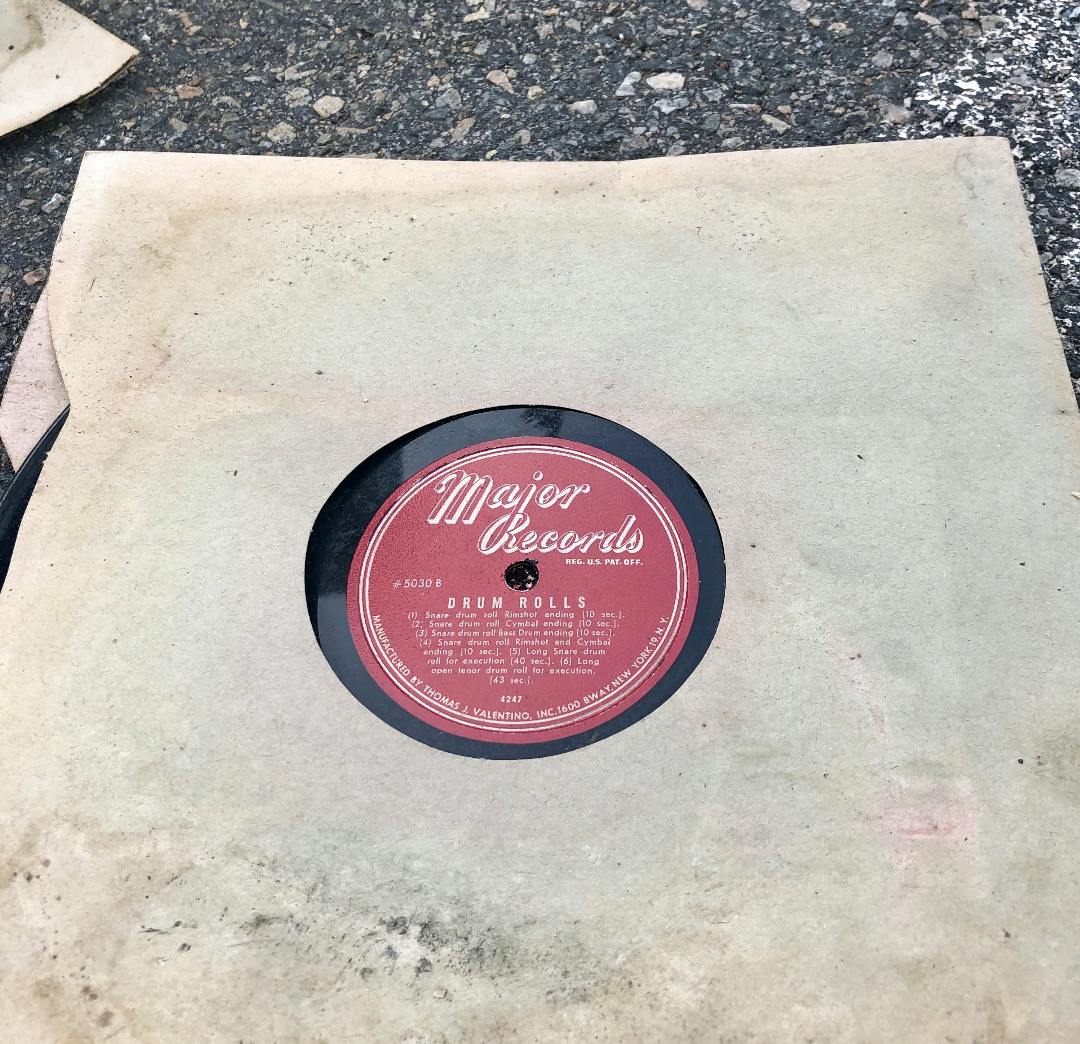 Major
Records
REG. U.S. PAT. OFF.
#5030 B
DRUM ROLLS
(1) Snare drum roll Rimshot ending (10 sec.).
(2) Snare drum roll Cymbal ending (10 sec.).
(3) Snare drum roll Bass Drum ending (10 sec.).
(4) Snare drum roll Rimshot and Cymbal
ending (10 sec.). (5) Long Snare drum
roll for execution (40 sec.). (6) Long
open tenor drum roll for execution.
(43 sec.).
4247
MANUFACTURED BY THOMAS J. VALENTINO, INC. 1600 BWAY, NEW YORK 19, N.Y.